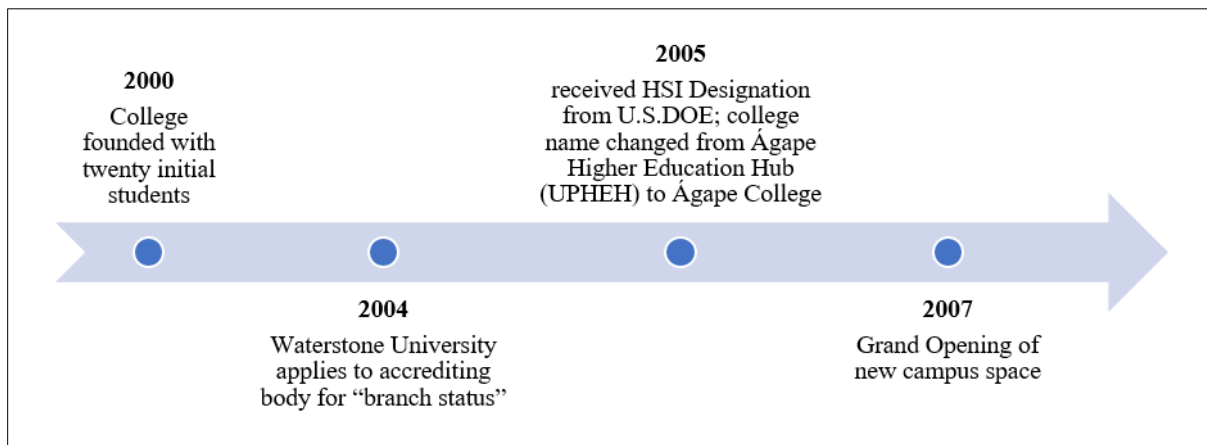 2000
College
founded with
twenty initial
students
2004
Waterstone University
applies to accrediting
body for “branch status”
2005
received HSI Designation
from U.S.DOE; college
name changed from Ágape
Higher Education Hub
(UPHEH) to Ágape College
2007
Grand Opening of
new campus space